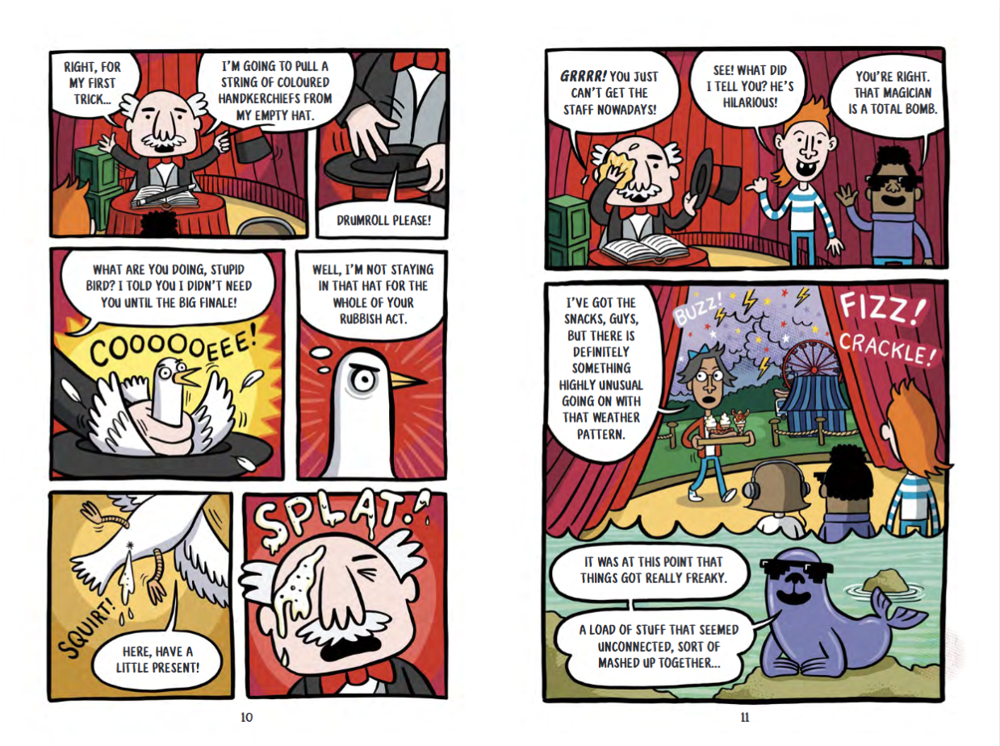 RIGHT, FOR
MY FIRST
TRICK...
I'M GOING TO PULL A
STRING OF COLOURED
HANDKERCHIEFS FROM
MY EMPTY HAT.
DRUMROLL PLEASE!
WHAT ARE YOU DOING, STUPID
BIRD? I TOLD YOU I DIDN'T NEED
YOU UNTIL THE BIG FINALE!
COOOOOEEE!
WELL, I'M NOT STAYING
IN THAT HAT FOR THE
WHOLE OF YOUR
RUBBISH ACT.
SQUIRT!
HERE, HAVE A
LITTLE PRESENT!
SPLAT!
10
GRRRR! YOU JUST
CAN'T GET THE
STAFF NOWADAYS!
SEE! WHAT DID
I TELL YOU? HE'S
HILARIOUS!
YOU'RE RIGHT.
THAT MAGICIAN
IS A TOTAL BOMB.
I'VE GOT THE
SNACKS, GUYS,
BUT THERE IS
DEFINITELY
SOMETHING
HIGHLY UNUSUAL
GOING ON WITH
THAT WEATHER
PATTERN.
BUZZ!
FIZZ!
CRACKLE!
IT WAS AT THIS POINT THAT
THINGS GOT REALLY FREAKY.
A LOAD OF STUFF THAT SEEMED
UNCONNECTED, SORT OF
MASHED UP TOGETHER...
11